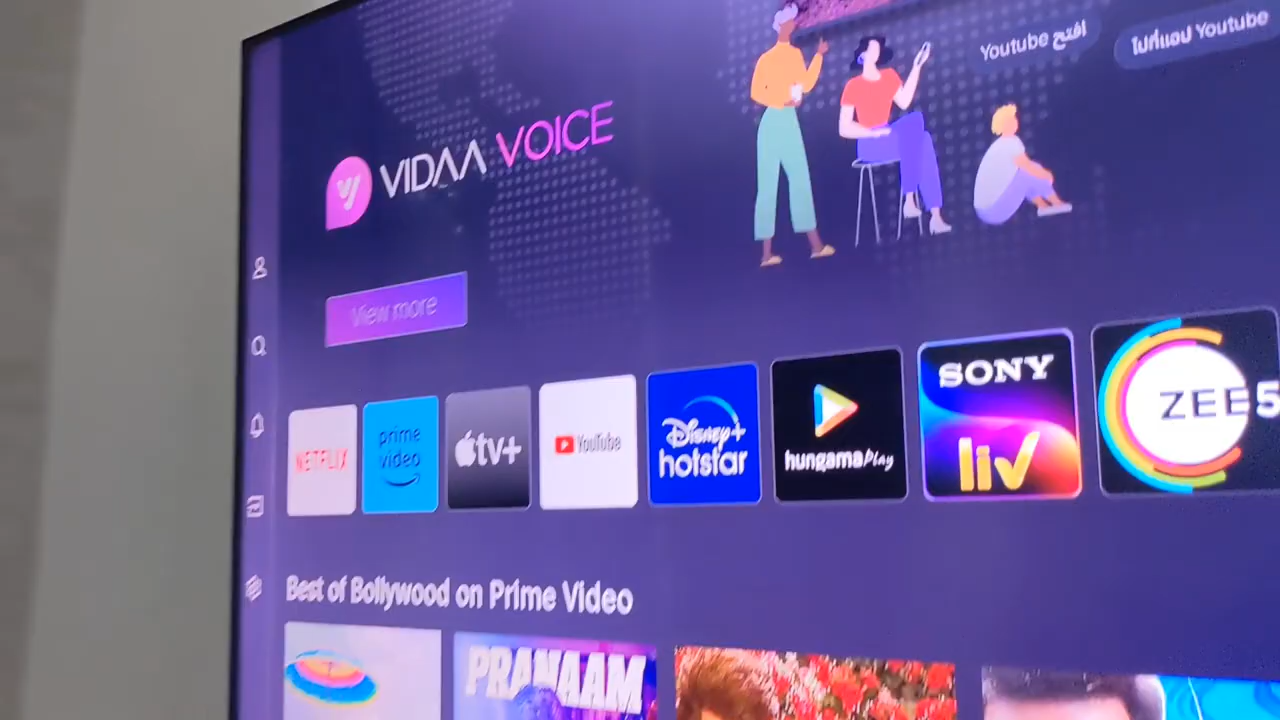 Youtube افتح
ไปที่แอป Youtube
VIDAA VOICE
View more
NETFLIX
prime
video
tv+
YouTube
Disney+
hotstar
hungama Play
SONY
liv
ZEE5
Best of Bollywood on Prime Video
PRANAAM